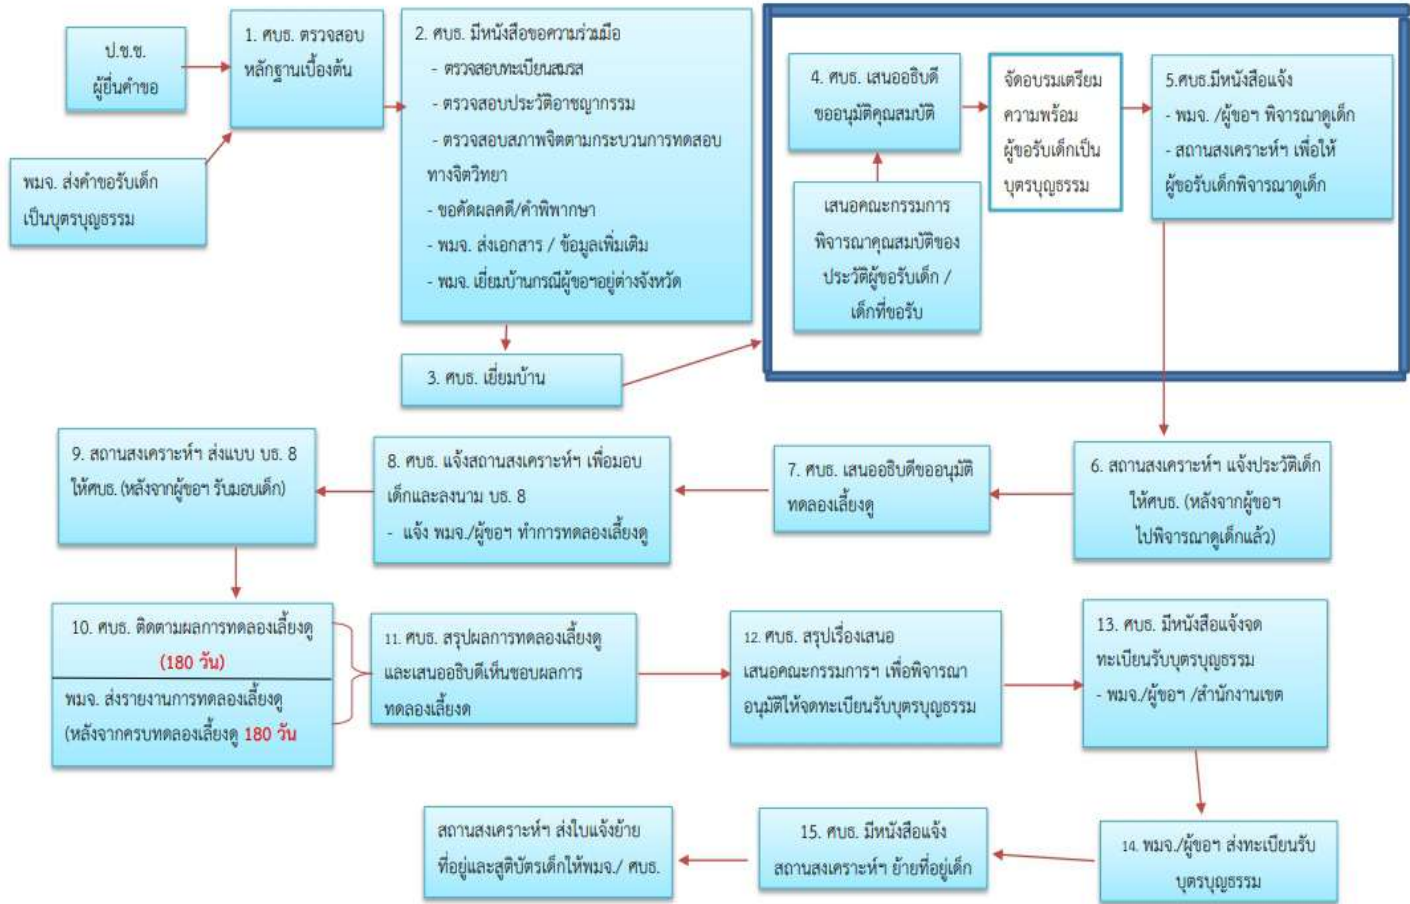 ป.ช.ช.
ผู้ยื่นคำขอ
พมจ. ส่งคำขอรับเด็ก
เป็นบุตรบุญธรรม
1. ศบธ. ตรวจสอบ
หลักฐานเบื้องต้น
2. ศบธ. มีหนังสือขอความร่วมมือ
- ตรวจสอบทะเบียนสมรส
- ตรวจสอบประวัติอาชญากรรม
- ตรวจสอบสภาพจิตตามกระบวนการทดสอบ
ทางจิตวิทยา
- ขอคัดผลคดี/คำพิพากษา
- พมจ. ส่งเอกสาร / ข้อมูลเพิ่มเติม
- พมจ. เยี่ยมบ้านกรณีผู้ขอฯอยู่ต่างจังหวัด
3. ศบธ. เยี่ยมบ้าน
เสนอคณะกรรมการ
พิจารณาคุณสมบัติของ
ประวัติผู้ขอรับเด็ก /
เด็กที่ขอรับ
4. ศบธ. เสนออธิบดี
ขออนุมัติคุณสมบัติ
จัดอบรมเตรียม
ความพร้อม
ผู้ขอรับเด็กเป็น
บุตรบุญธรรม
5.ศบธ.มีหนังสือแจ้ง
- พมจ. /ผู้ขอฯ พิจารณาดูเด็ก
- สถานสงเคราะห์ฯ เพื่อให้
ผู้ขอรับเด็กพิจารณาดูเด็ก
6. สถานสงเคราะห์ฯ แจ้งประวัติเด็ก
ให้ศบธ. (หลังจากผู้ขอฯ
ไปพิจารณาดูเด็กแล้ว)
7. ศบธ. เสนออธิบดีขออนุมัติ
ทดลองเลี้ยงดู
8. ศบธ. แจ้งสถานสงเคราะห์ฯ เพื่อมอบ
เด็กและลงนาม บธ. 8
- แจ้ง พมจ./ผู้ขอฯ ทำการทดลองเลี้ยงดู
9. สถานสงเคราะห์ฯ ส่งแบบ บธ. 8
ให้ศบธ. (หลังจากผู้ขอฯ รับมอบเด็ก)
10. ศบธ. ติดตามผลการทดลองเลี้ยงดู
(180 วัน)
พมจ. ส่งรายงานการทดลองเลี้ยงดู
(หลังจากครบทดลองเลี้ยงดู 180 วัน
11. ศบธ. สรุปผลการทดลองเลี้ยงดู
และเสนออธิบดีเห็นชอบผลการ
ทดลองเลี้ยงด
12. ศบธ. สรุปเรื่องเสนอ
เสนอคณะกรรมการฯ เพื่อพิจารณา
อนุมัติให้จดทะเบียนรับบุตรบุญธรรม
13. ศบธ. มีหนังสือแจ้งจด
ทะเบียนรับบุตรบุญธรรม
- พมจ./ผู้ขอฯ /สำนักงานเขต
14. พมจ./ผู้ขอฯ ส่งทะเบียนรับ
บุตรบุญธรรม
15. ศบธ. มีหนังสือแจ้ง
สถานสงเคราะห์ฯ ย้ายที่อยู่เด็ก
สถานสงเคราะห์ฯ ส่งใบแจ้งย้าย
ที่อยู่และสูติบัตรเด็กให้พมจ./ ศบธ.